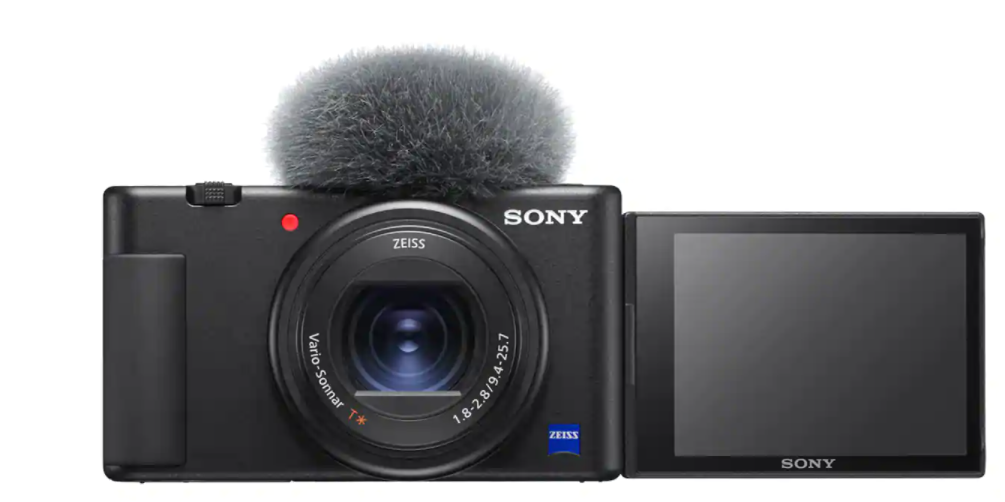 SONY
ZEISS
Vario-Sonnar T* 1.8-2.8/9.4-25.7
ZEISS
SONY